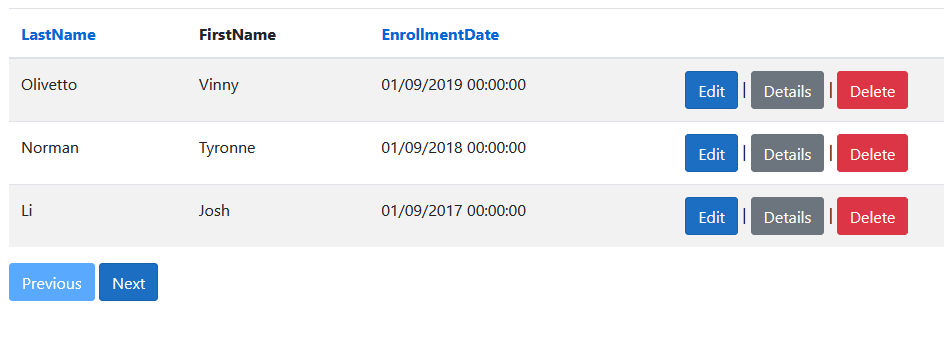 LastName FirstName EnrollmentDate
Olivetto Vinny 01/09/2019 00:00:00 Edit | Details | Delete
Norman Tyronne 01/09/2018 00:00:00 Edit | Details | Delete
Li Josh 01/09/2017 00:00:00 Edit | Details | Delete
Previous Next